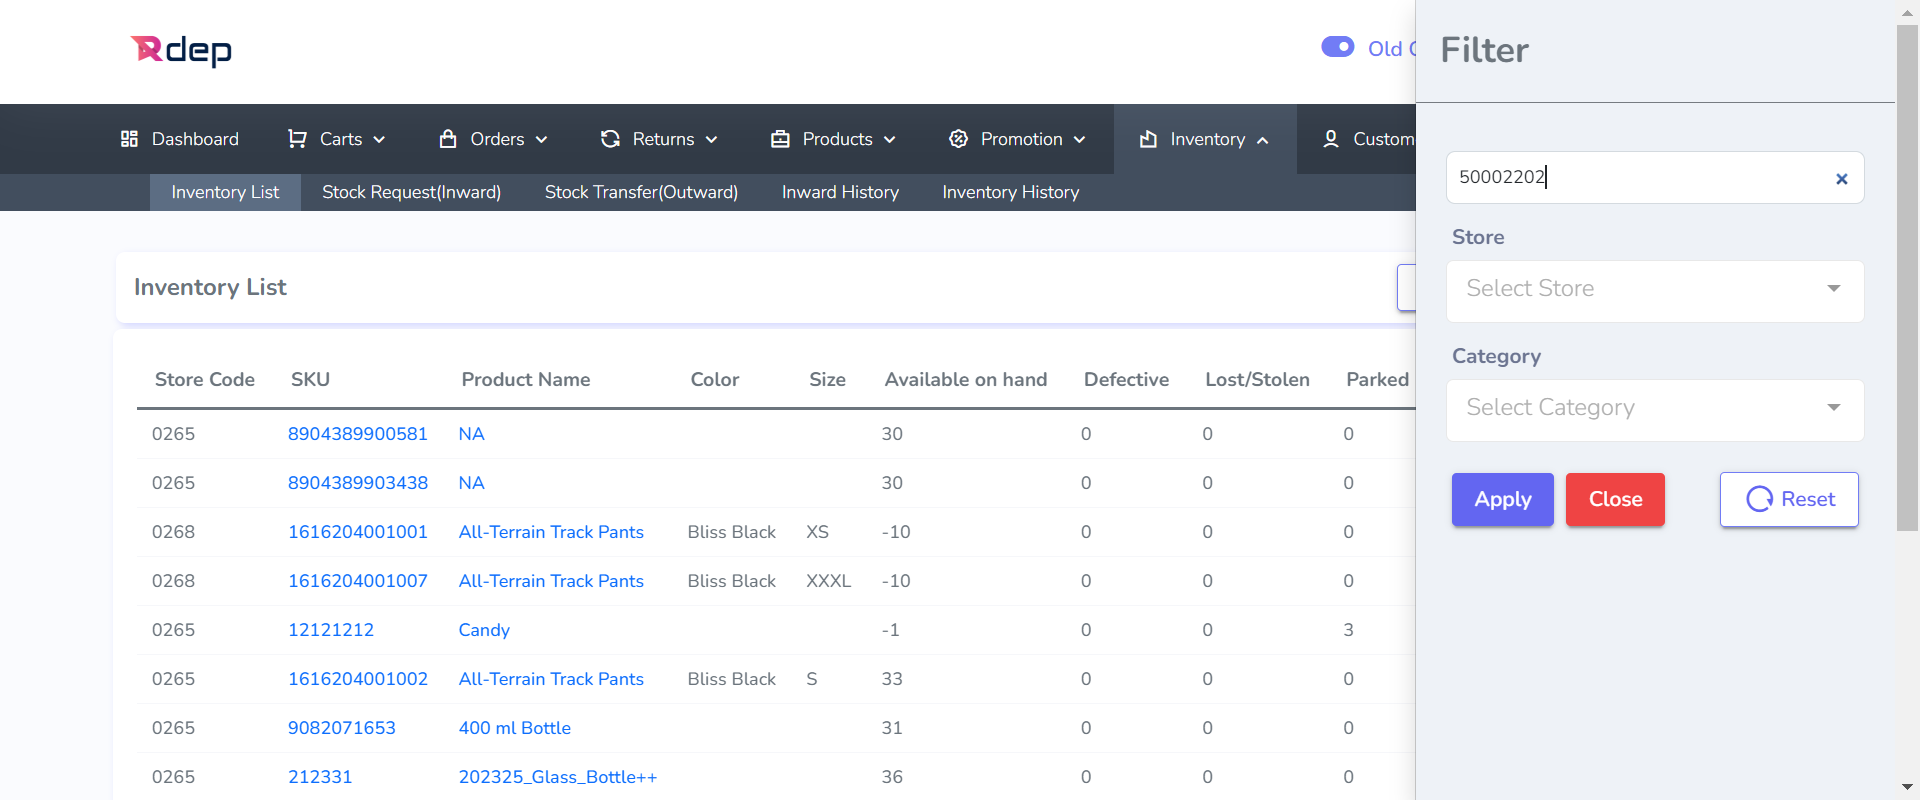 Rdep
Old
Filter
Dashboard Carts Orders Returns Products Promotion Inventory Custom
Inventory List Stock Request(Inward) Stock Transfer(Outward) Inward History Inventory History
50002202
Store
Select Store
Category
Select Category
Apply Close Reset
Inventory List
Store Code SKU Product Name Color Size Available on hand Defective Lost/Stolen Parked
0265 8904389900581 NA 30 0 0 0
0265 8904389903438 NA 30 0 0 0
0268 1616204001001 All-Terrain Track Pants Bliss Black XS -10 0 0 0
0268 1616204001007 All-Terrain Track Pants Bliss Black XXXL -10 0 0 0
0265 12121212 Candy -1 0 0 3
0265 1616204001002 All-Terrain Track Pants Bliss Black S 33 0 0 0
0265 9082071653 400 ml Bottle 31 0 0 0
0265 212331 202325_Glass_Bottle++ 36 0 0 0